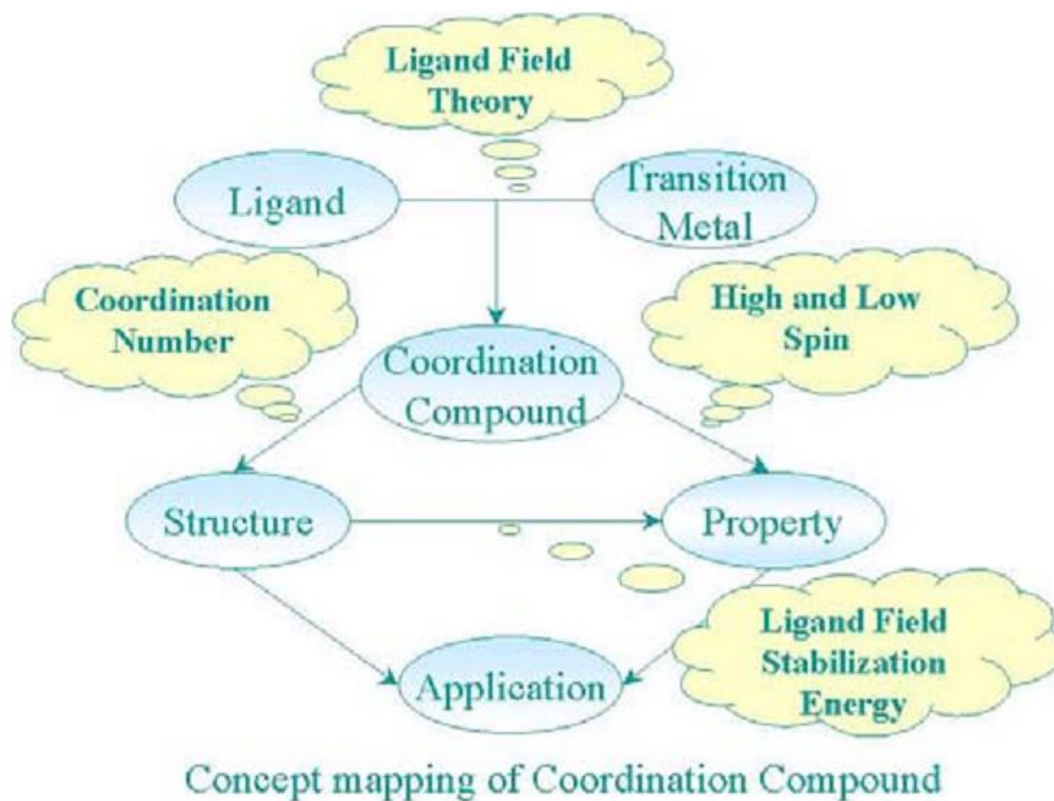 Ligand Field
Theory
Ligand
Transition
Metal
Coordination
Number
High and Low
Spin
Coordination
Compound
Structure
Property
Ligand Field
Stabilization
Energy
Application
Concept mapping of Coordination Compound